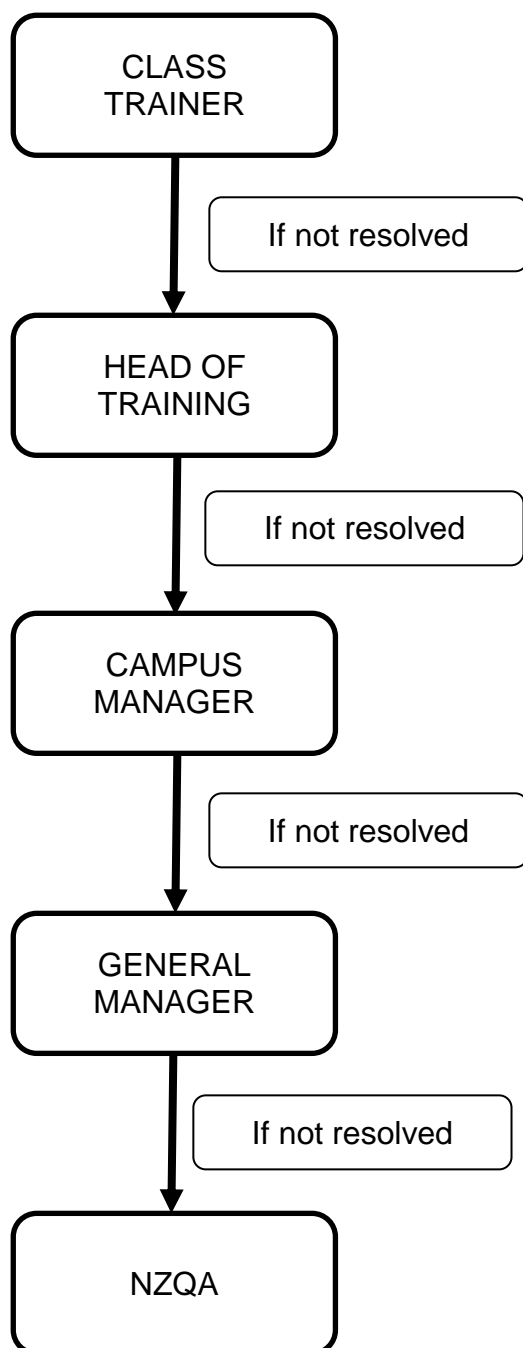 CLASS
TRAINER
If not resolved
HEAD OF
TRAINING
If not resolved
CAMPUS
MANAGER
If not resolved
GENERAL
MANAGER
If not resolved
NZQA